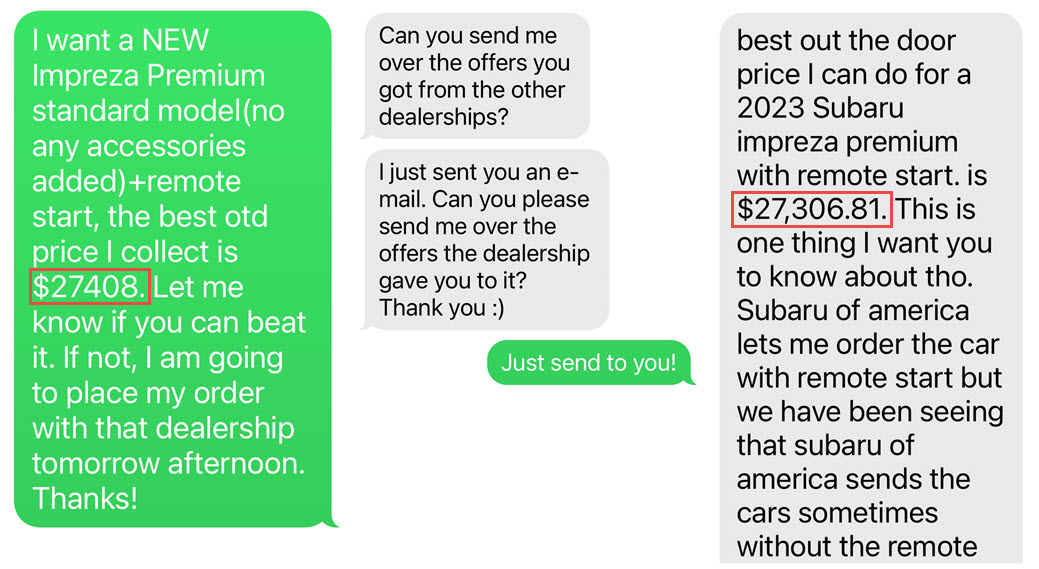 I want a NEW
Impreza Premium
standard model(no
any accessories
added)+remote
start, the best otd
price I collect is
$27408. Let me
know if you can beat
it. If not, I am going
to place my order
with that dealership
tomorrow afternoon.
Thanks!
Can you send me
over the offers you
got from the other
dealerships?
I just sent you an e-
mail. Can you please
send me over the
offers the dealership
gave you to it?
Thank you :)
Just send to you!
best out the door
price I can do for a
2023 Subaru
impreza premium
with remote start. is
$27,306.81. This is
one thing I want you
to know about tho.
Subaru of america
lets me order the car
with remote start but
we have been seeing
that subaru of
america sends the
cars sometimes
without the remote